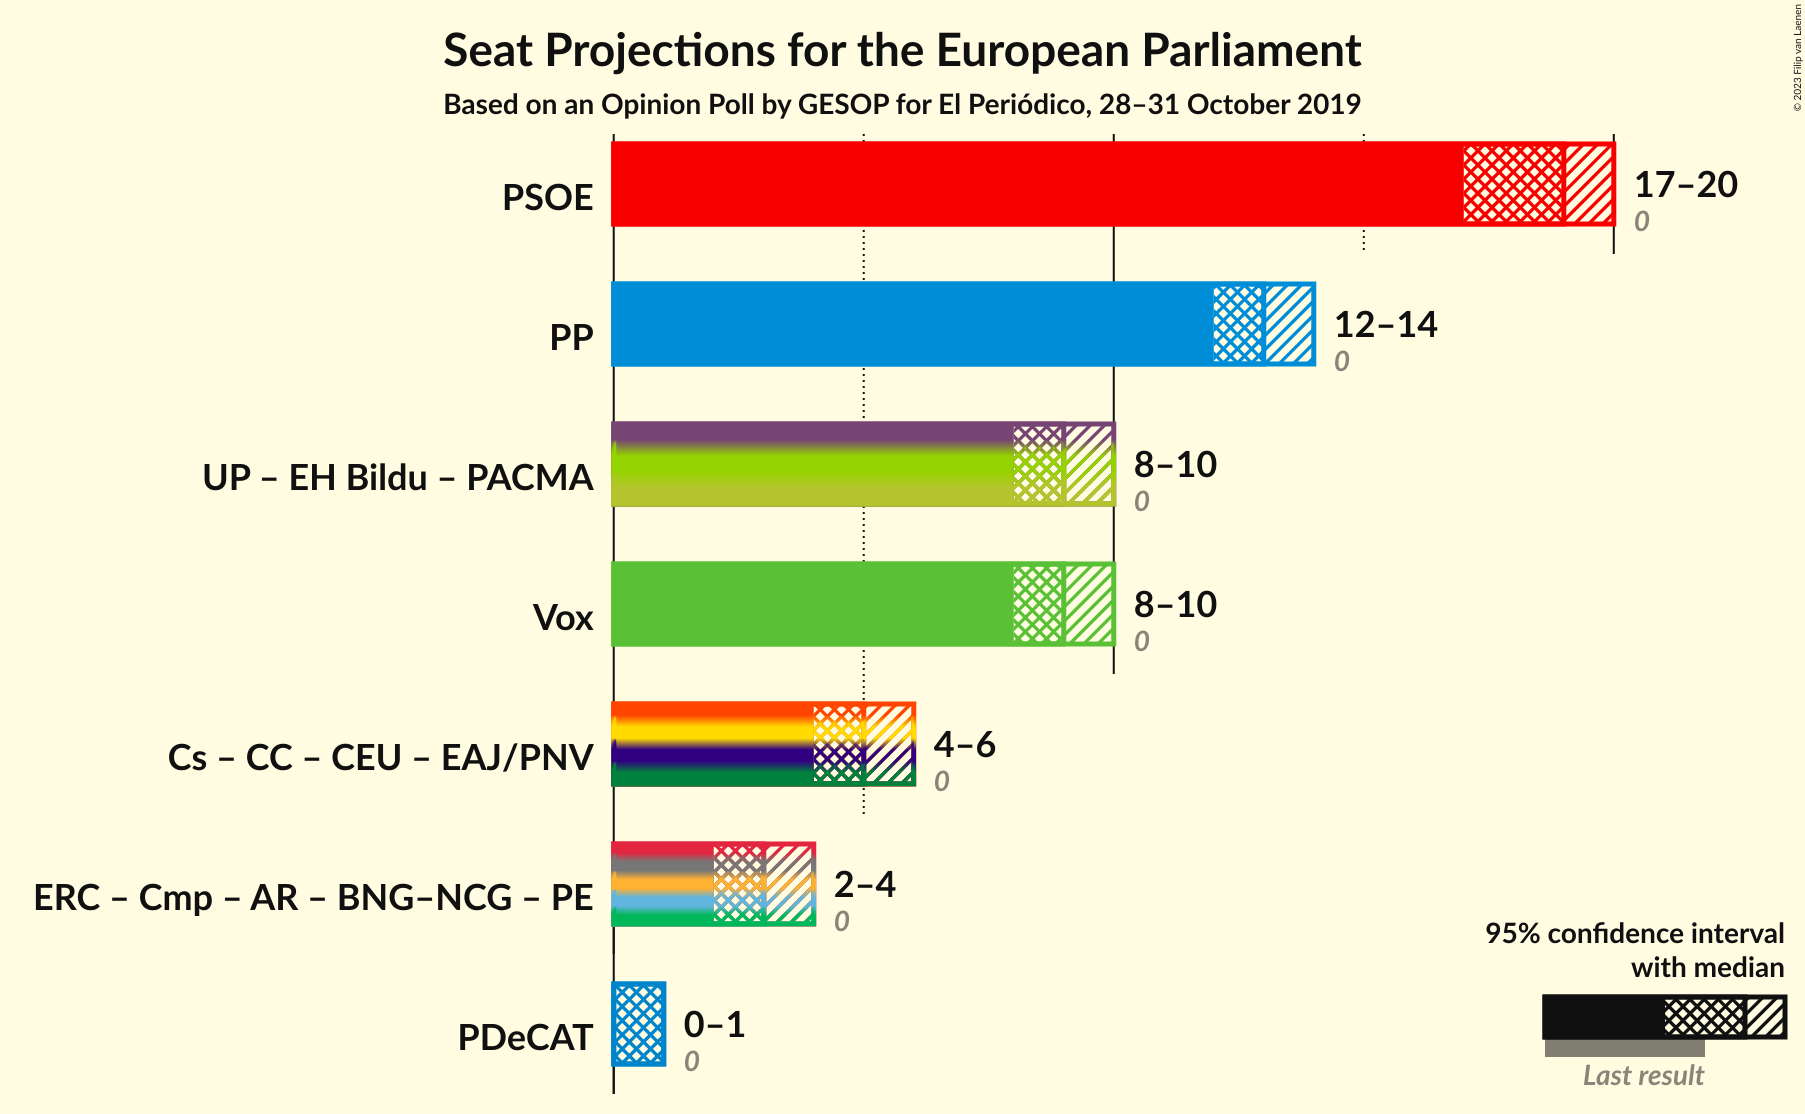 Seat Projections for the European Parliament
Based on an Opinion Poll by GESOP for El Periódico, 28–31 October 2019
© 2023 Filip van Laenen
PSOE
17–20
0
PP
12–14
0
UP – EH Bildu – PACMA
8–10
0
Vox
8–10
0
Cs – CC – CEU – EAJ/PNV
4–6
0
ERC – Cmp – AR – BNG–NCG – PE
2–4
0
PDeCAT
0–1
0
95% confidence interval
with median
Last result